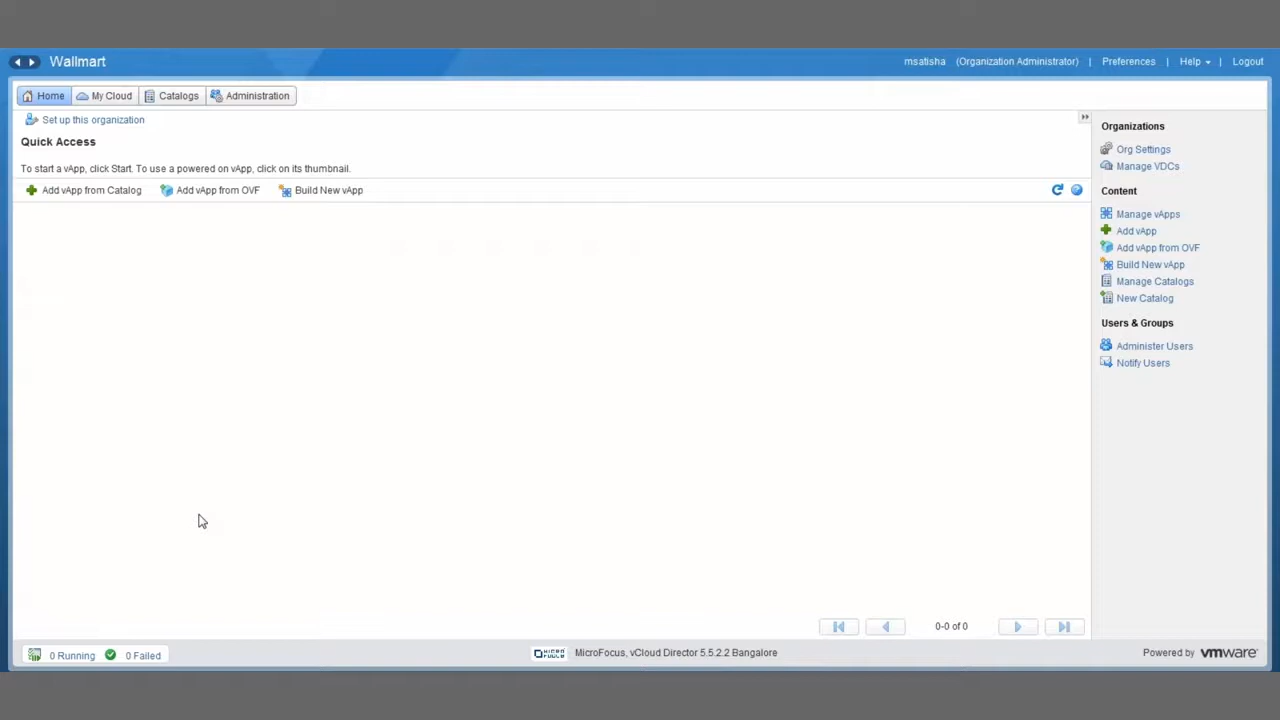 Wallmart
msatisha (Organization Administrator) | Preferences | Help | Logout
Home My Cloud Catalogs Administration
Set up this organization
Quick Access
To start a vApp, click Start. To use a powered on vApp, click on its thumbnail.
Add vApp from Catalog Add vApp from OVF Build New vApp
Organizations
Org Settings
Manage VDCs
Content
Manage vApps
Add vApp
Add vApp from OVF
Build New vApp
Manage Catalogs
New Catalog
Users & Groups
Administer Users
Notify Users
0-0 of 0
0 Running 0 Failed
MICRO FOCUS MicroFocus, vCloud Director 5.5.2.2 Bangalore
Powered by vmware